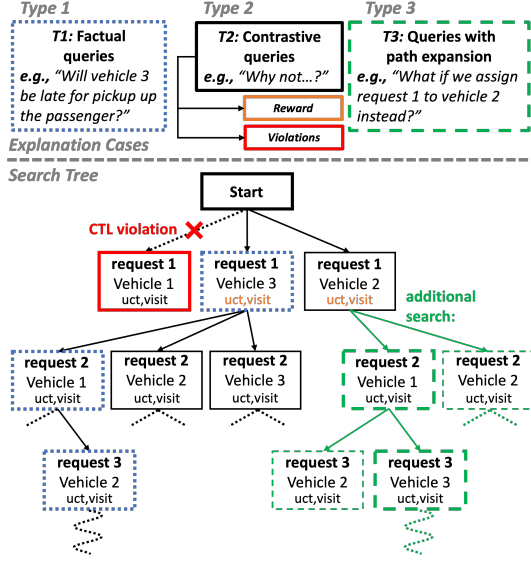 Type 1
Type 2
Type 3
T1: Factual
queries
e.g., “Will vehicle 3
be late for pickup up
the passenger?”
T2: Contrastive
queries
e.g., “Why not…?”
Reward
Violations
T3: Queries with
path expansion
e.g., “What if we assign
request 1 to vehicle 2
instead?”
Explanation Cases
Search Tree
Start
CTL violation
request 1
Vehicle 1
uct,visit
request 1
Vehicle 3
uct,visit
request 1
Vehicle 2
uct,visit
additional
search:
request 2
Vehicle 1
uct,visit
request 2
Vehicle 2
uct,visit
request 2
Vehicle 3
uct,visit
request 2
Vehicle 1
uct,visit
request 2
Vehicle 2
uct,visit
request 3
Vehicle 2
uct,visit
request 3
Vehicle 2
uct,visit
request 3
Vehicle 3
uct,visit